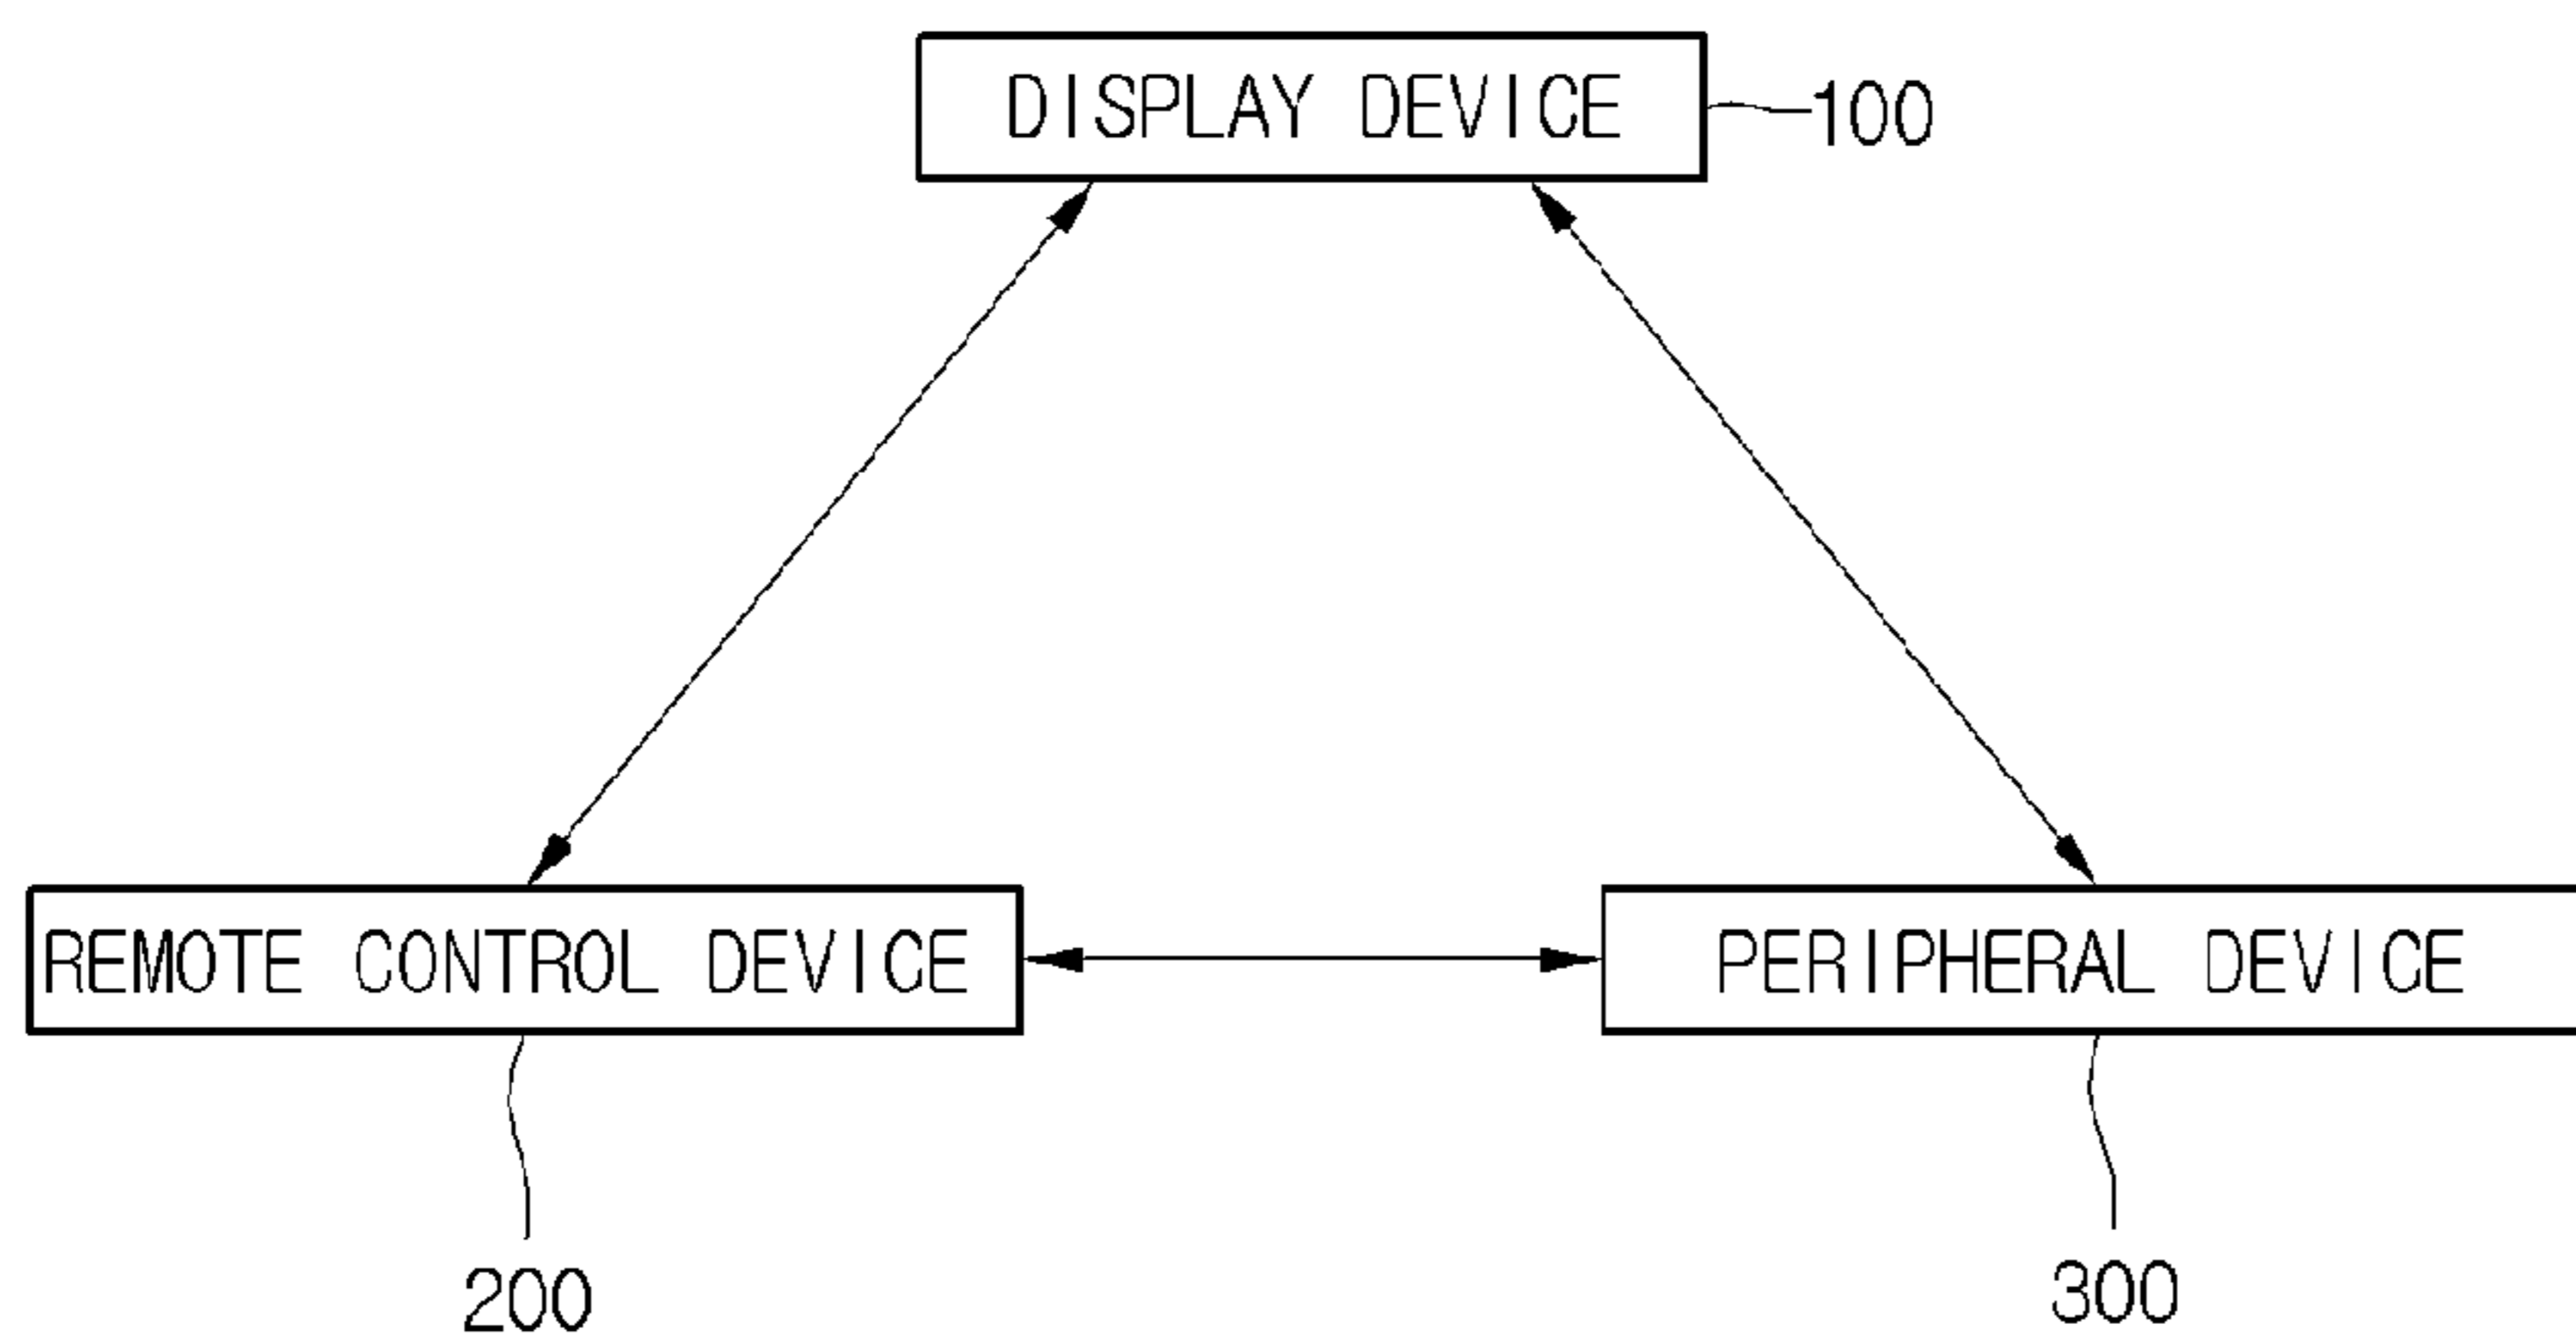 DISPLAY DEVICE
100
REMOTE CONTROL DEVICE
PERIPHERAL DEVICE
200
300